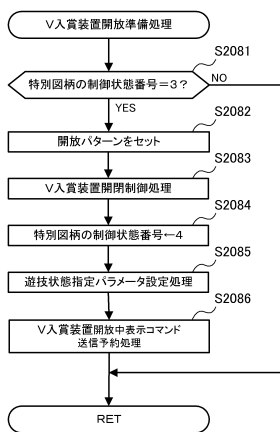 V入賞装置開放準備処理
S2081
特別図柄の制御状態番号=3?
NO
YES
S2082
開放パターンをセット
S2083
V入賞装置開閉制御処理
S2084
特別図柄の制御状態番号←4
S2085
遊技状態指定パラメータ設定処理
S2086
V入賞装置開放中表示コマンド
送信予約処理
RET